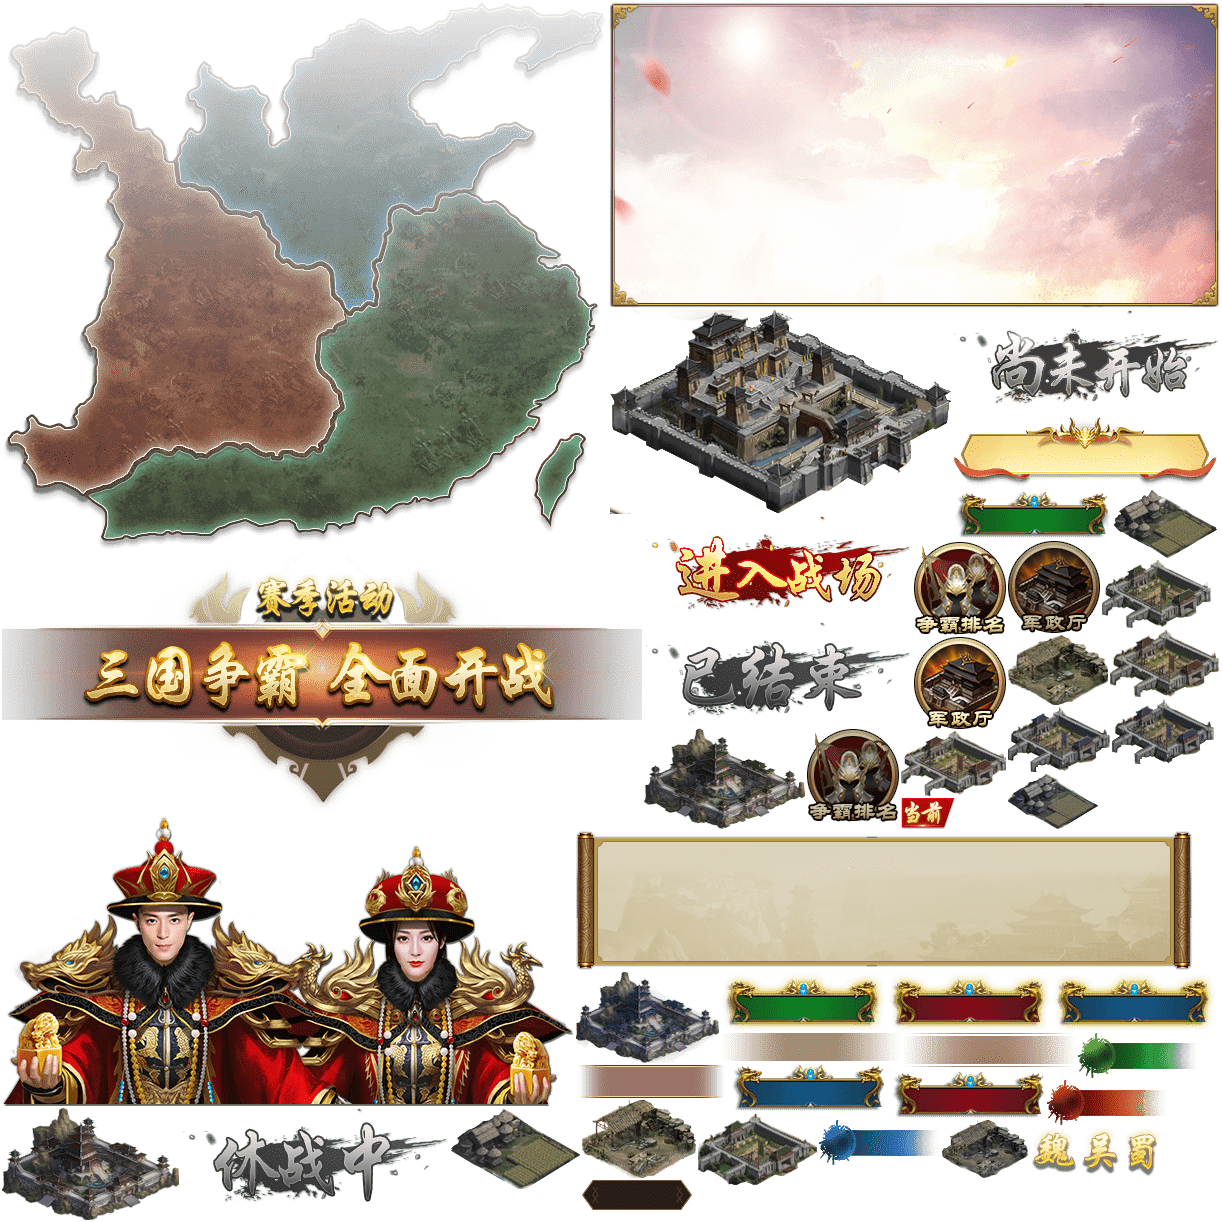 尚未开始
进入战场
争霸排名
军政厅
赛季活动
三国争霸 全面开战
已结束
军政厅
争霸排名
当前
休战中
魏吴蜀